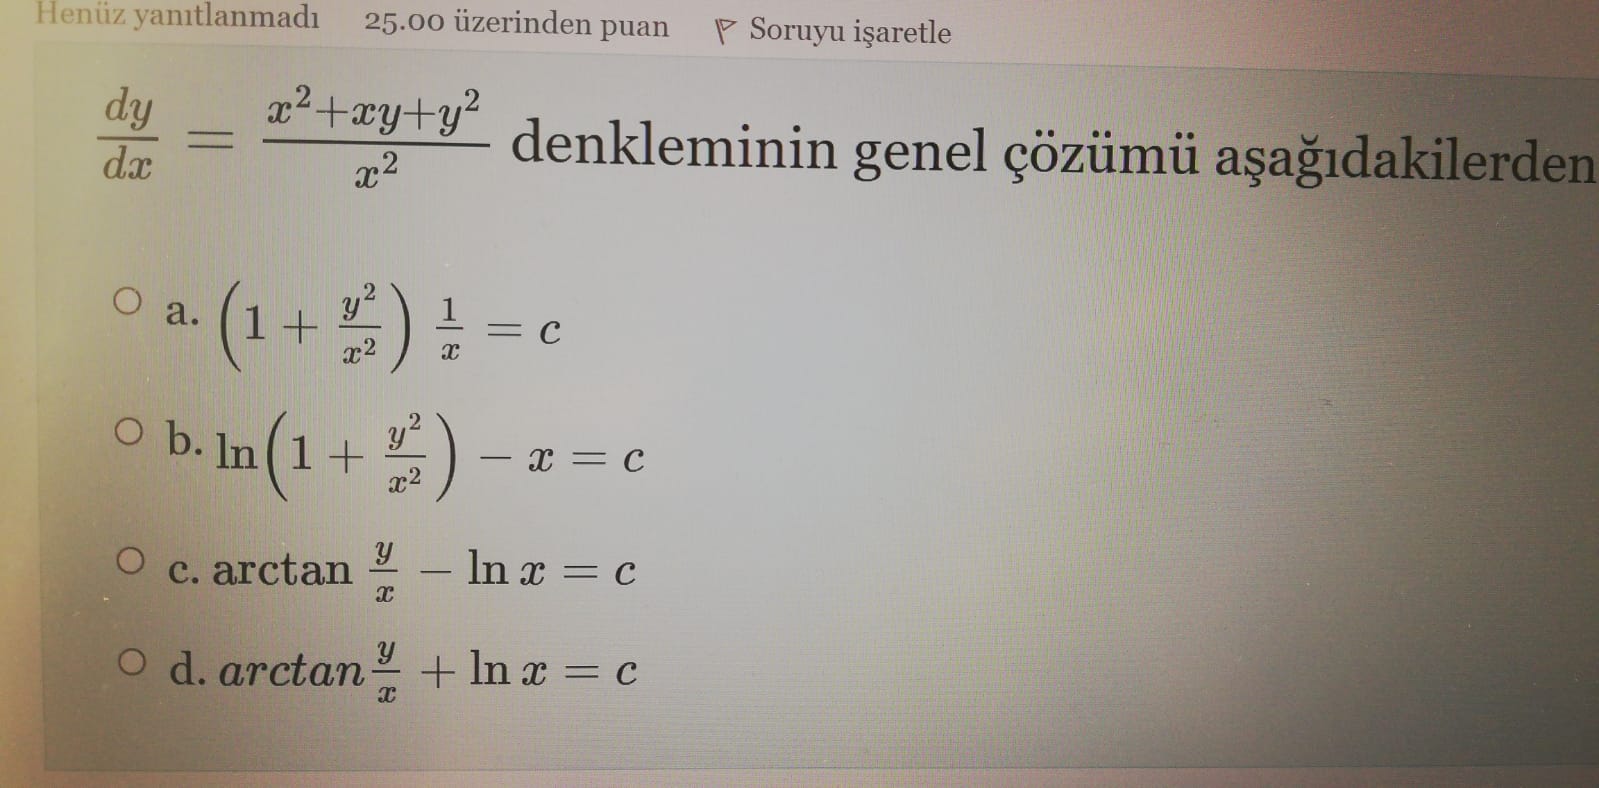 Henüz yanıtlanmadı 25.00 üzerinden puan Soruyu işaretle
dy/dx = x²+xy+y²/x² denkleminin genel çözümü aşağıdakilerden
a. (1 + y²/x²) 1/x = c
b. ln(1 + y²/x²) − x = c
c. arctan y/x − ln x = c
d. arctan y/x + ln x = c